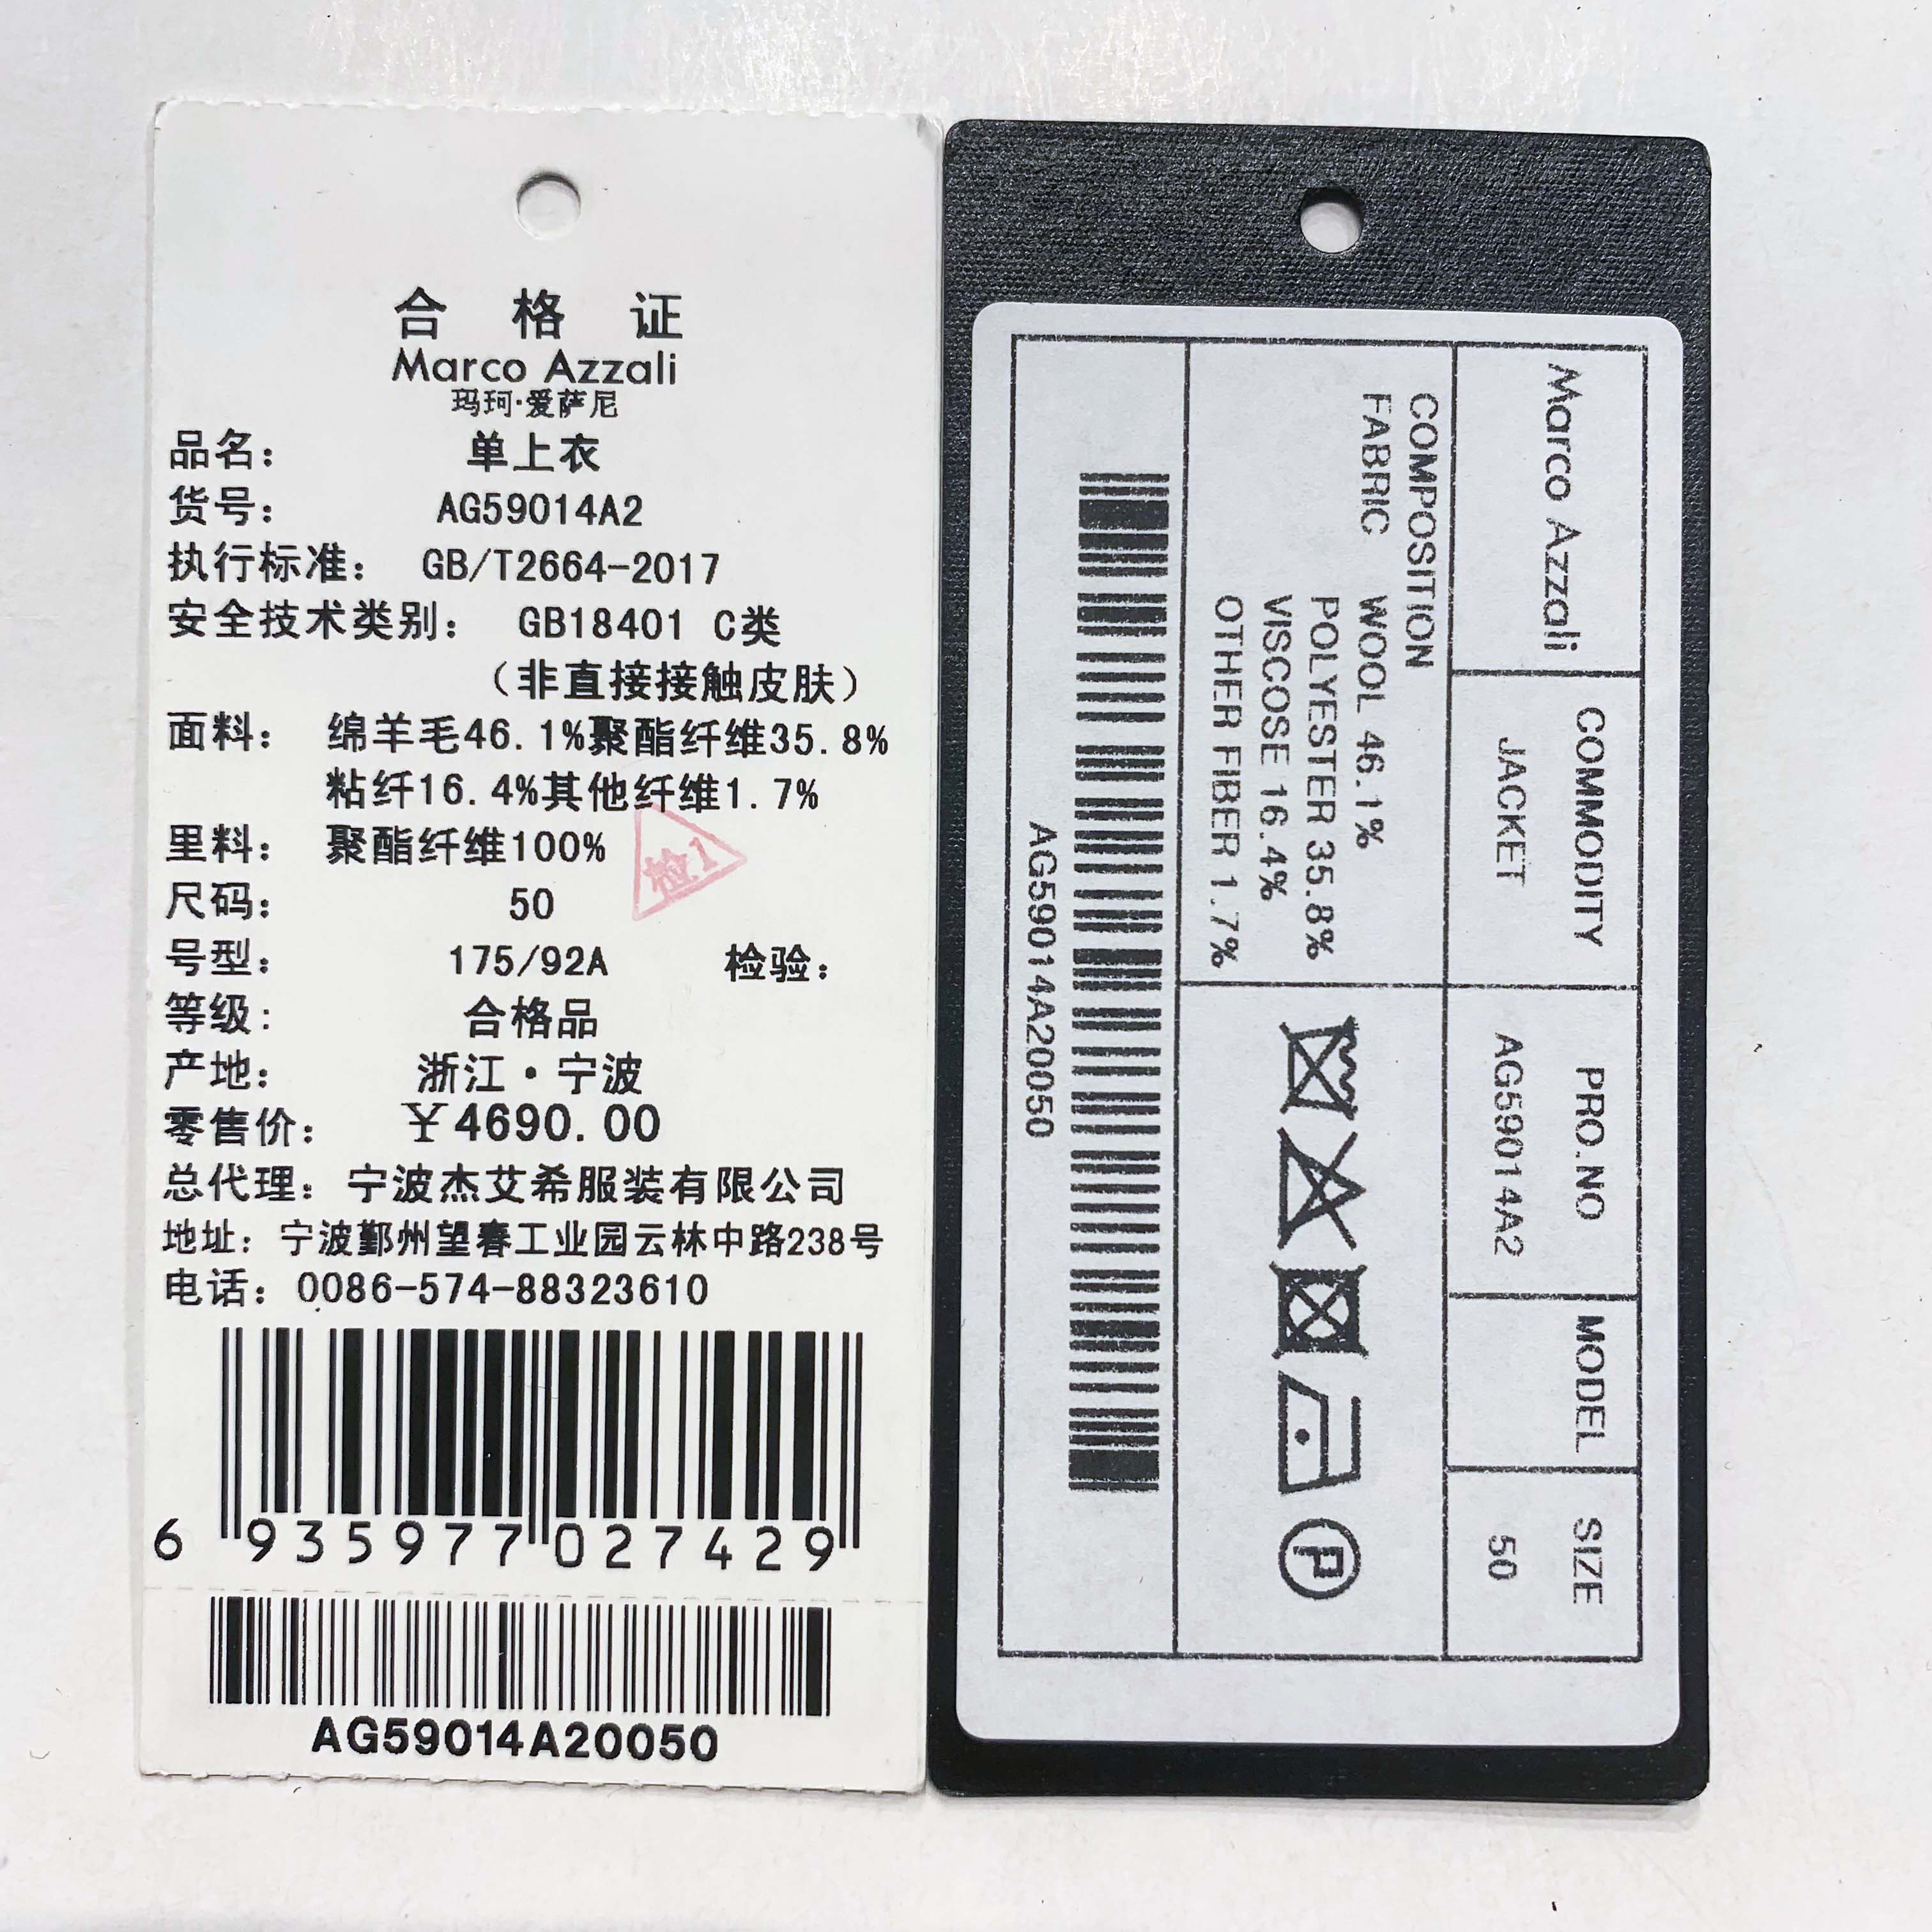 合格证
Marco Azzali
玛珂·爱萨尼
品名： 单上衣
货号： AG59014A2
执行标准： GB/T2664-2017
安全技术类别： GB18401 C类
（非直接接触皮肤）
面料： 绵羊毛46.1%聚酯纤维35.8%
粘纤16.4%其他纤维1.7%
里料： 聚酯纤维100%
检1
尺码： 50
号型： 175/92A 检验：
等级： 合格品
产地： 浙江·宁波
零售价： ￥4690.00
总代理：宁波杰艾希服装有限公司
地址：宁波鄞州望春工业园云林中路238号
电话：0086-574-88323610
6 935977 027429
AG59014A20050
Marco Azzali
COMMODITY
JACKET
PRO.NO
AG59014A2
MODEL
SIZE
50
COMPOSITION
FABRIC WOOL 46.1%
POLYESTER 35.8%
VISCOSE 16.4%
OTHER FIBER 1.7%
P
AG59014A20050